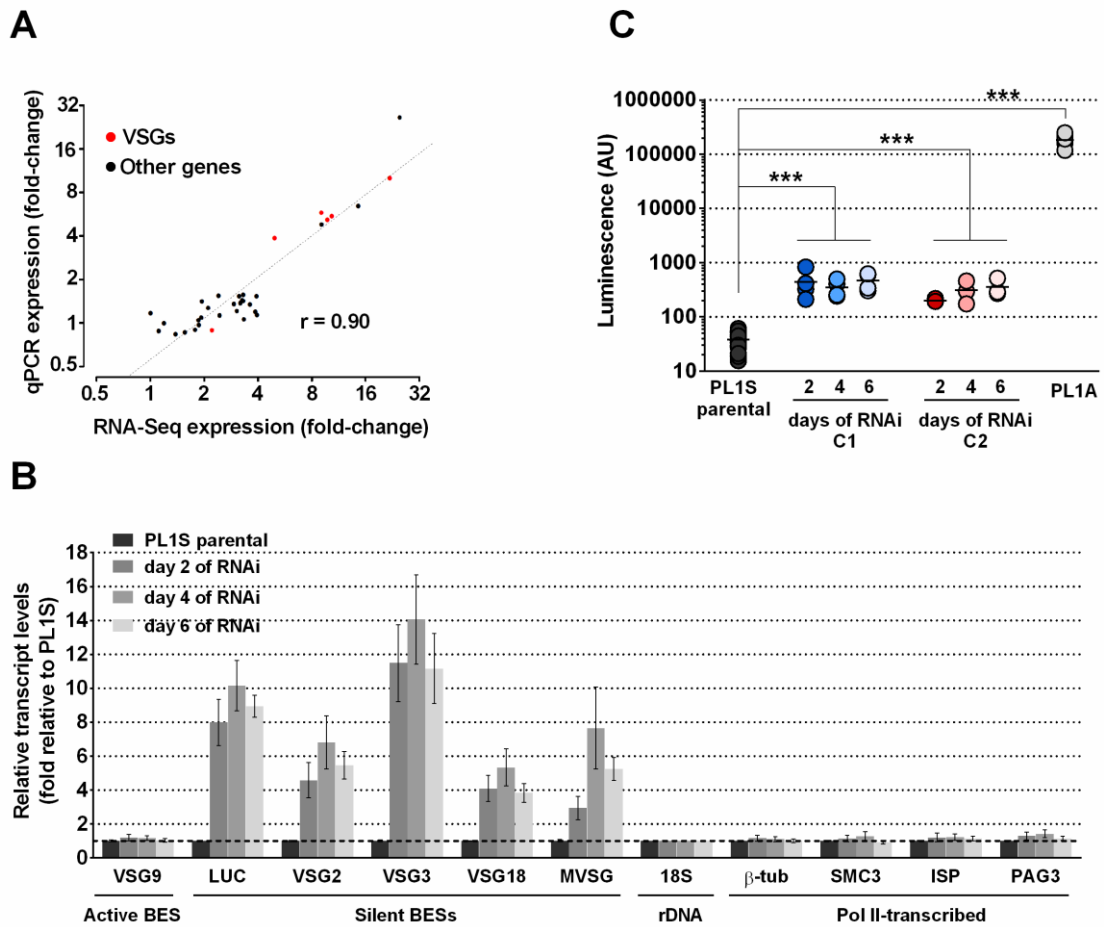 A
qPCR expression (fold-change)
32
16
8
4
2
1
0.5
VSGs
Other genes
r = 0.90
0.5 1 2 4 8 16 32
RNA-Seq expression (fold-change)
C
Luminescence (AU)
1000000
100000
10000
1000
100
10
***
***
***
PL1S
parental
2 4 6
days of RNAi
C1
2 4 6
days of RNAi
C2
PL1A
B
Relative transcript levels
(fold relative to PL1S)
18
16
14
12
10
8
6
4
2
0
PL1S parental
day 2 of RNAi
day 4 of RNAi
day 6 of RNAi
VSG9 LUC VSG2 VSG3 VSG18 MVSG 18S β-tub SMC3 ISP PAG3
Active BES Silent BESs rDNA Pol II-transcribed